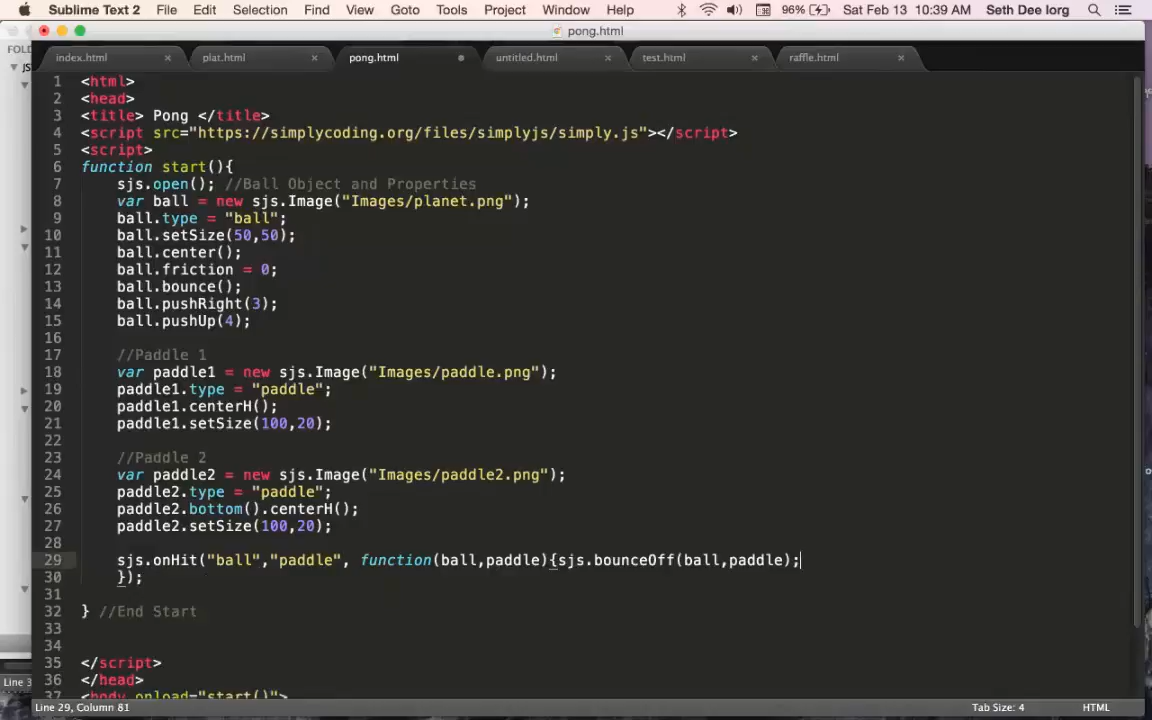 Sublime Text 2 File Edit Selection Find View Goto Tools Project Window Help 96% Sat Feb 13 10:39 AM Seth Dee Iorg
pong.html
FOLD
index.html × plat.html × pong.html untitled.html × test.html × raffle.html ×
1 <html>
2 <head>
3 <title> Pong </title>
4 <script src="https://simplycoding.org/files/simplyjs/simply.js"></script>
5 <script>
6 function start(){
7 sjs.open(); //Ball Object and Properties
8 var ball = new sjs.Image("Images/planet.png");
9 ball.type = "ball";
10 ball.setSize(50,50);
11 ball.center();
12 ball.friction = 0;
13 ball.bounce();
14 ball.pushRight(3);
15 ball.pushUp(4);
16
17 //Paddle 1
18 var paddle1 = new sjs.Image("Images/paddle.png");
19 paddle1.type = "paddle";
20 paddle1.centerH();
21 paddle1.setSize(100,20);
22
23 //Paddle 2
24 var paddle2 = new sjs.Image("Images/paddle2.png");
25 paddle2.type = "paddle";
26 paddle2.bottom().centerH();
27 paddle2.setSize(100,20);
28
29 sjs.onHit("ball","paddle", function(ball,paddle){sjs.bounceOff(ball,paddle);
30 });
31
32 } //End Start
33
34
35 </script>
36 </head>
37 <body onload="start()">
Line 3
Line 29, Column 81 Tab Size: 4 HTML